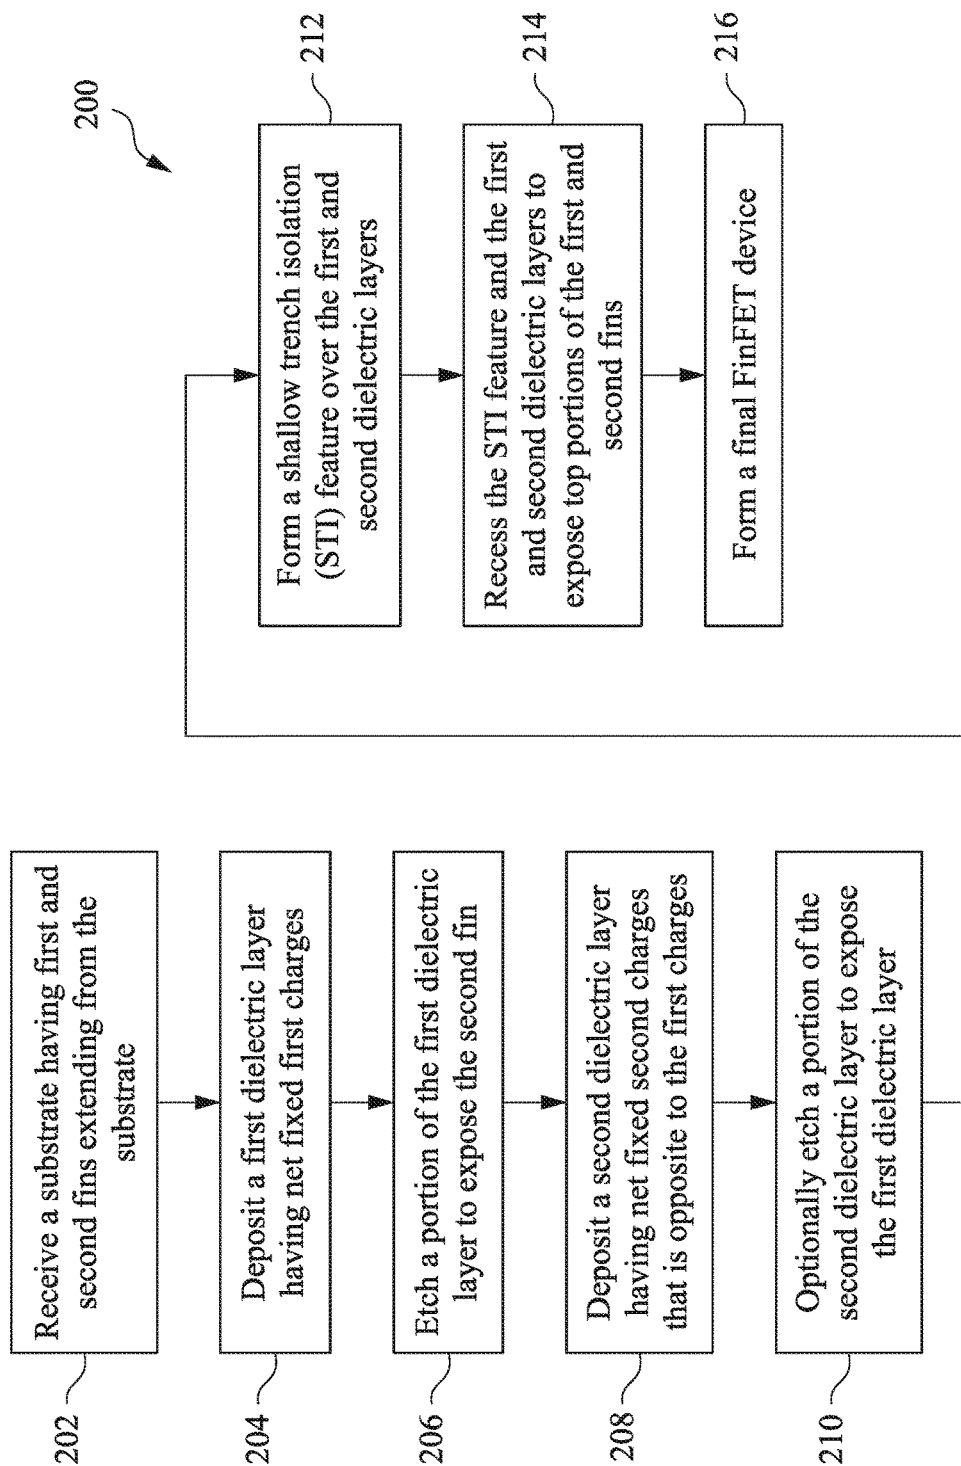 200
202
Receive a substrate having first and
second fins extending from the
substrate
204
Deposit a first dielectric layer
having net fixed first charges
206
Etch a portion of the first dielectric
layer to expose the second fin
208
Deposit a second dielectric layer
having net fixed second charges
that is opposite to the first charges
210
Optionally etch a portion of the
second dielectric layer to expose
the first dielectric layer
Form a shallow trench isolation
(STI) feature over the first and
second dielectric layers
212
Recess the STI feature and the first
and second dielectric layers to
expose top portions of the first and
second fins
214
Form a final FinFET device
216